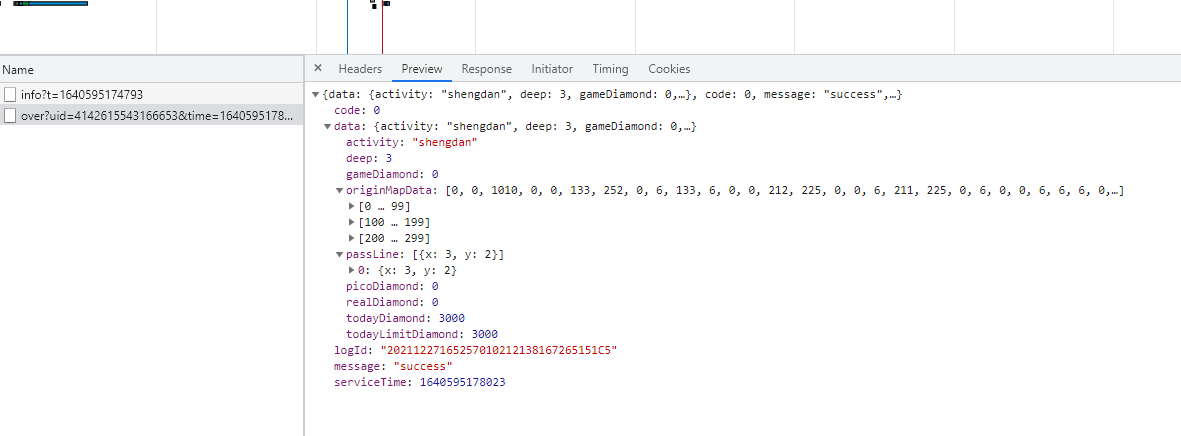 Name
info?t=1640595174793
over?uid=4142615543166653&time=1640595178...
× Headers Preview Response Initiator Timing Cookies
{data: {activity: "shengdan", deep: 3, gameDiamond: 0,…}, code: 0, message: "success",…}
code: 0
data: {activity: "shengdan", deep: 3, gameDiamond: 0,…}
activity: "shengdan"
deep: 3
gameDiamond: 0
originMapData: [0, 0, 1010, 0, 0, 133, 252, 0, 6, 133, 6, 0, 0, 212, 225, 0, 0, 6, 211, 225, 0, 6, 0, 0, 6, 6, 6, 0,…]
[0 … 99]
[100 … 199]
[200 … 299]
passLine: [{x: 3, y: 2}]
0: {x: 3, y: 2}
picoDiamond: 0
realDiamond: 0
todayDiamond: 3000
todayLimitDiamond: 3000
logId: "20211227165257010212138167265151C5"
message: "success"
serviceTime: 1640595178023